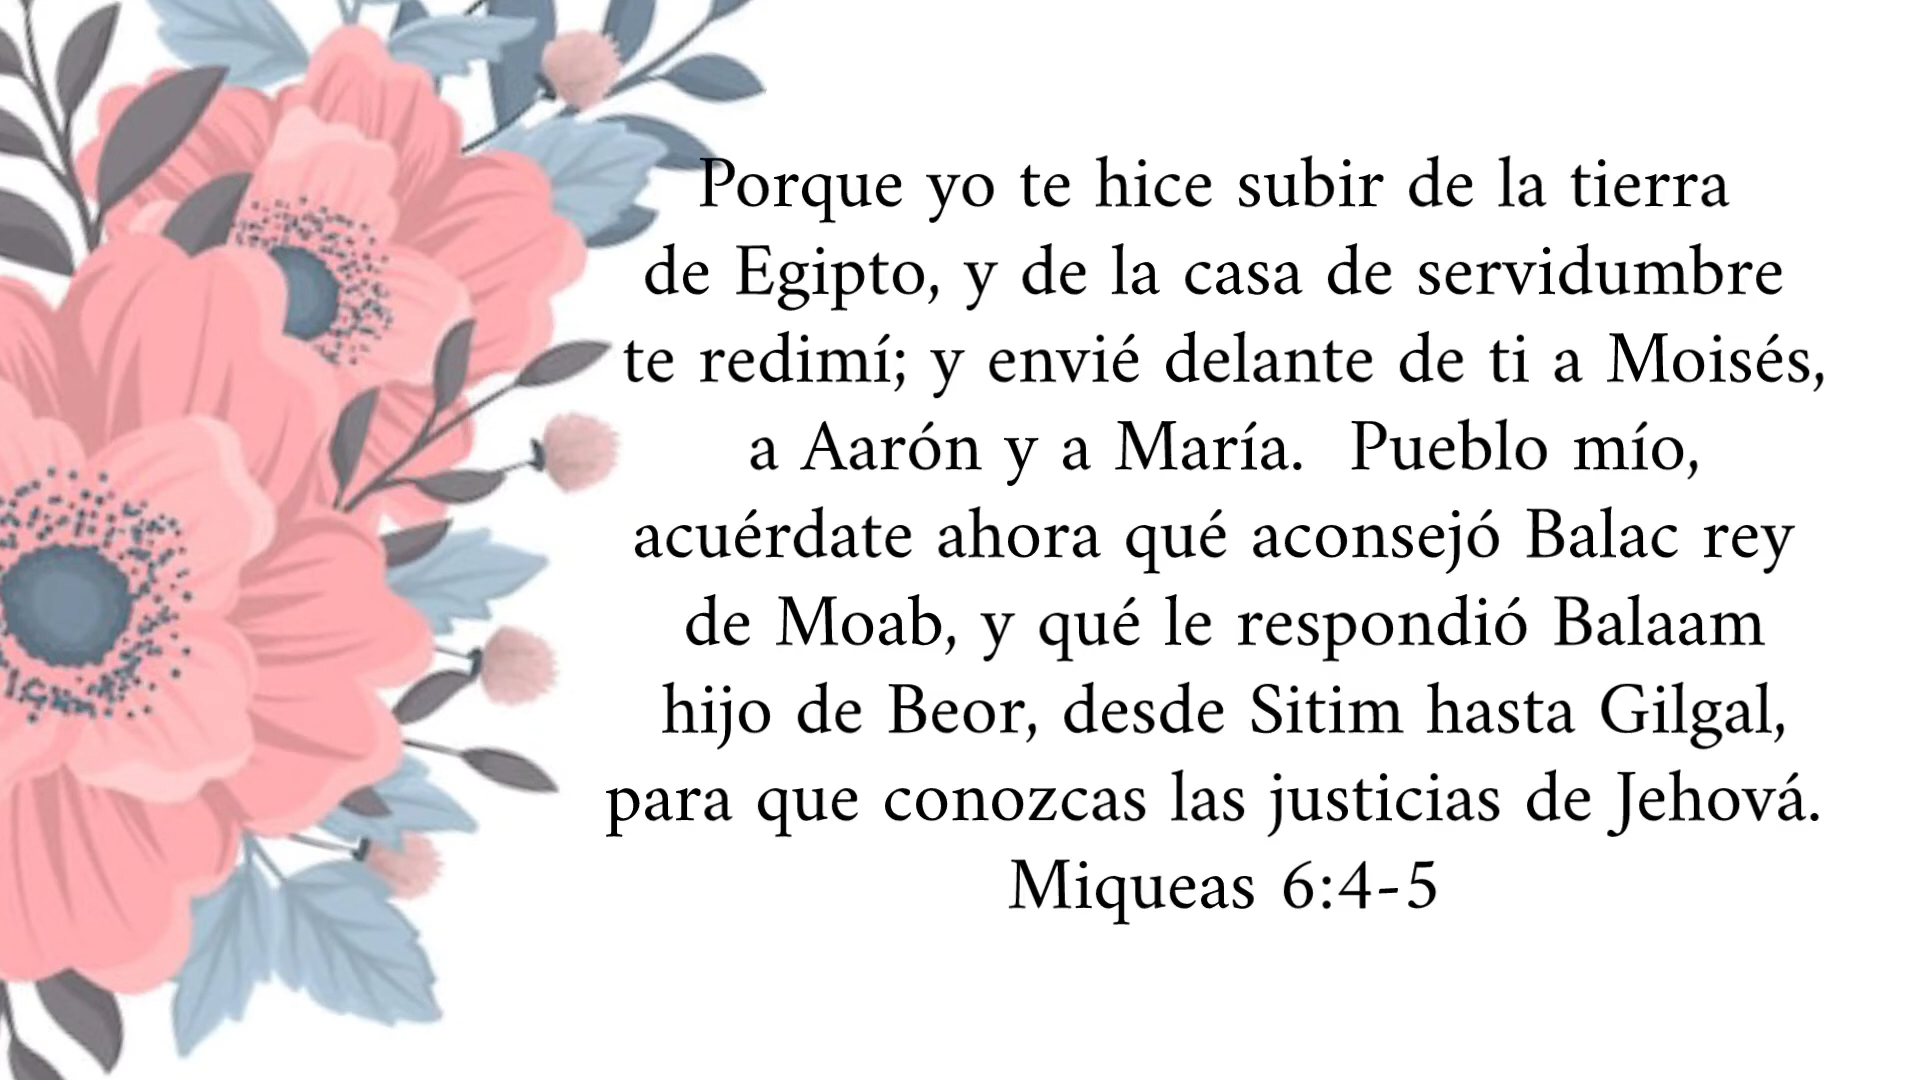 Porque yo te hice subir de la tierra
de Egipto, y de la casa de servidumbre
te redimí; y envié delante de ti a Moisés,
a Aarón y a María.  Pueblo mío,
acuérdate ahora qué aconsejó Balac rey
de Moab, y qué le respondió Balaam
hijo de Beor, desde Sitim hasta Gilgal,
para que conozcas las justicias de Jehová.
Miqueas 6:4-5